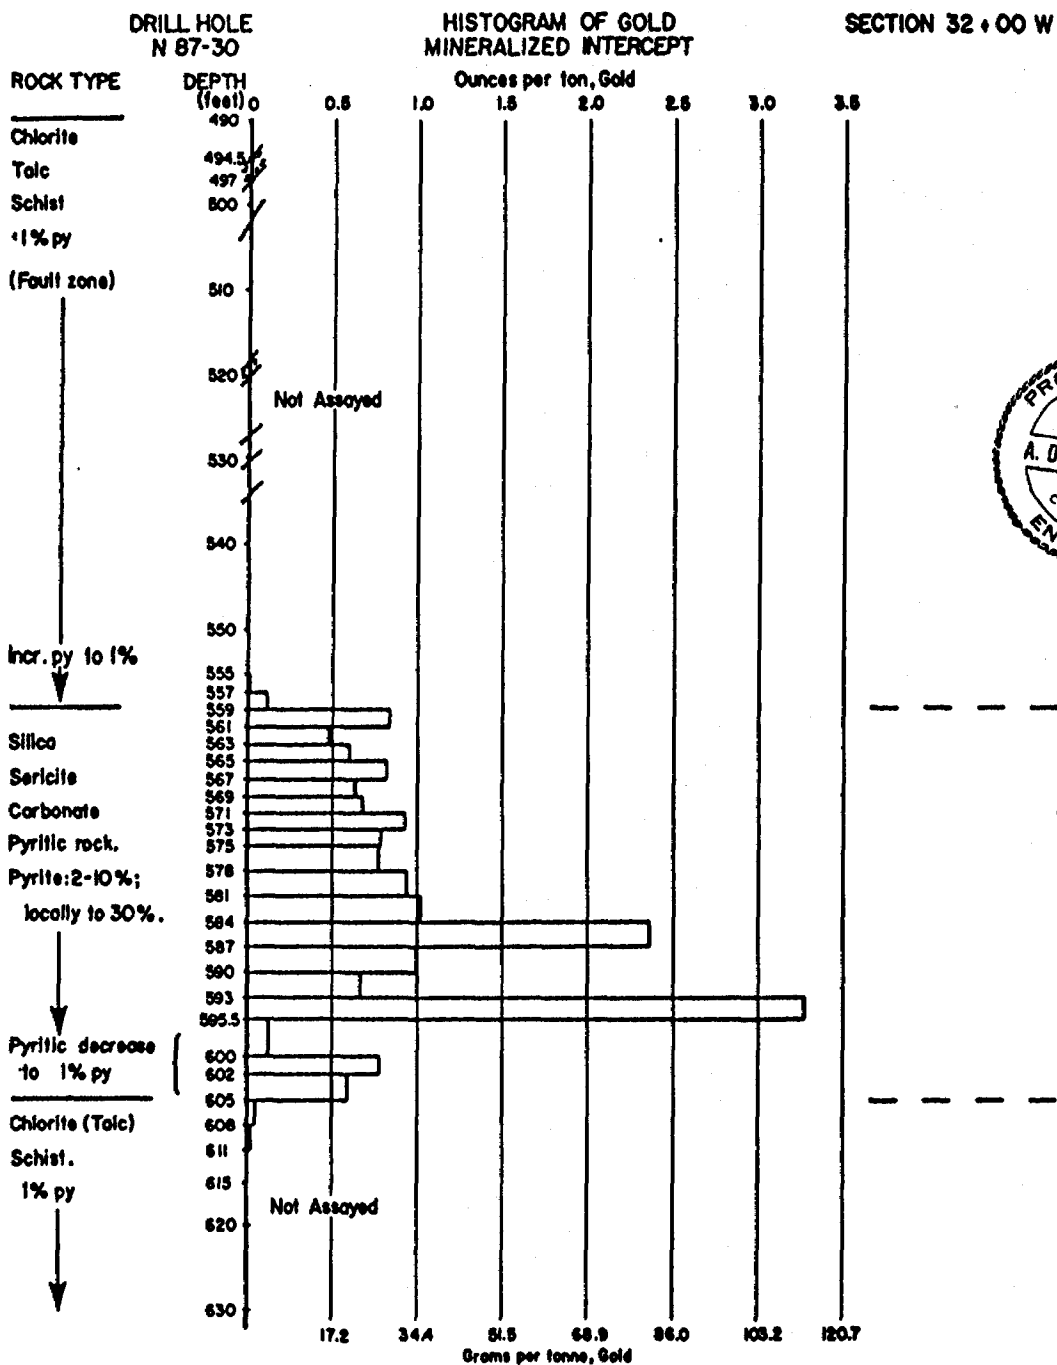 DRILL HOLE
N 87-30
HISTOGRAM OF GOLD
MINERALIZED INTERCEPT
SECTION 32+00 W
ROCK TYPE
DEPTH
(feet)
Ounces per ton, Gold
0 0.5 1.0 1.5 2.0 2.5 3.0 3.5
490
Chlorite
494.5
Talc
497
Schist
500
<1% py
(Fault zone)
510
520
Not Assayed
530
540
550
Incr. py to 1%
555
557
559
561
Silica
563
565
Sericite
567
569
Carbonate
571
573
Pyritic rock.
575
Pyrite: 2-10%;
578
581
locally to 30%.
584
587
590
593
595.5
Pyritic decrease
to 1% py
600
602
605
Chlorite (Talc)
608
Schist.
611
1% py
615
Not Assayed
620
630
17.2 34.4 51.5 68.9 86.0 103.2 120.7
Grams per tonne, Gold
A. D